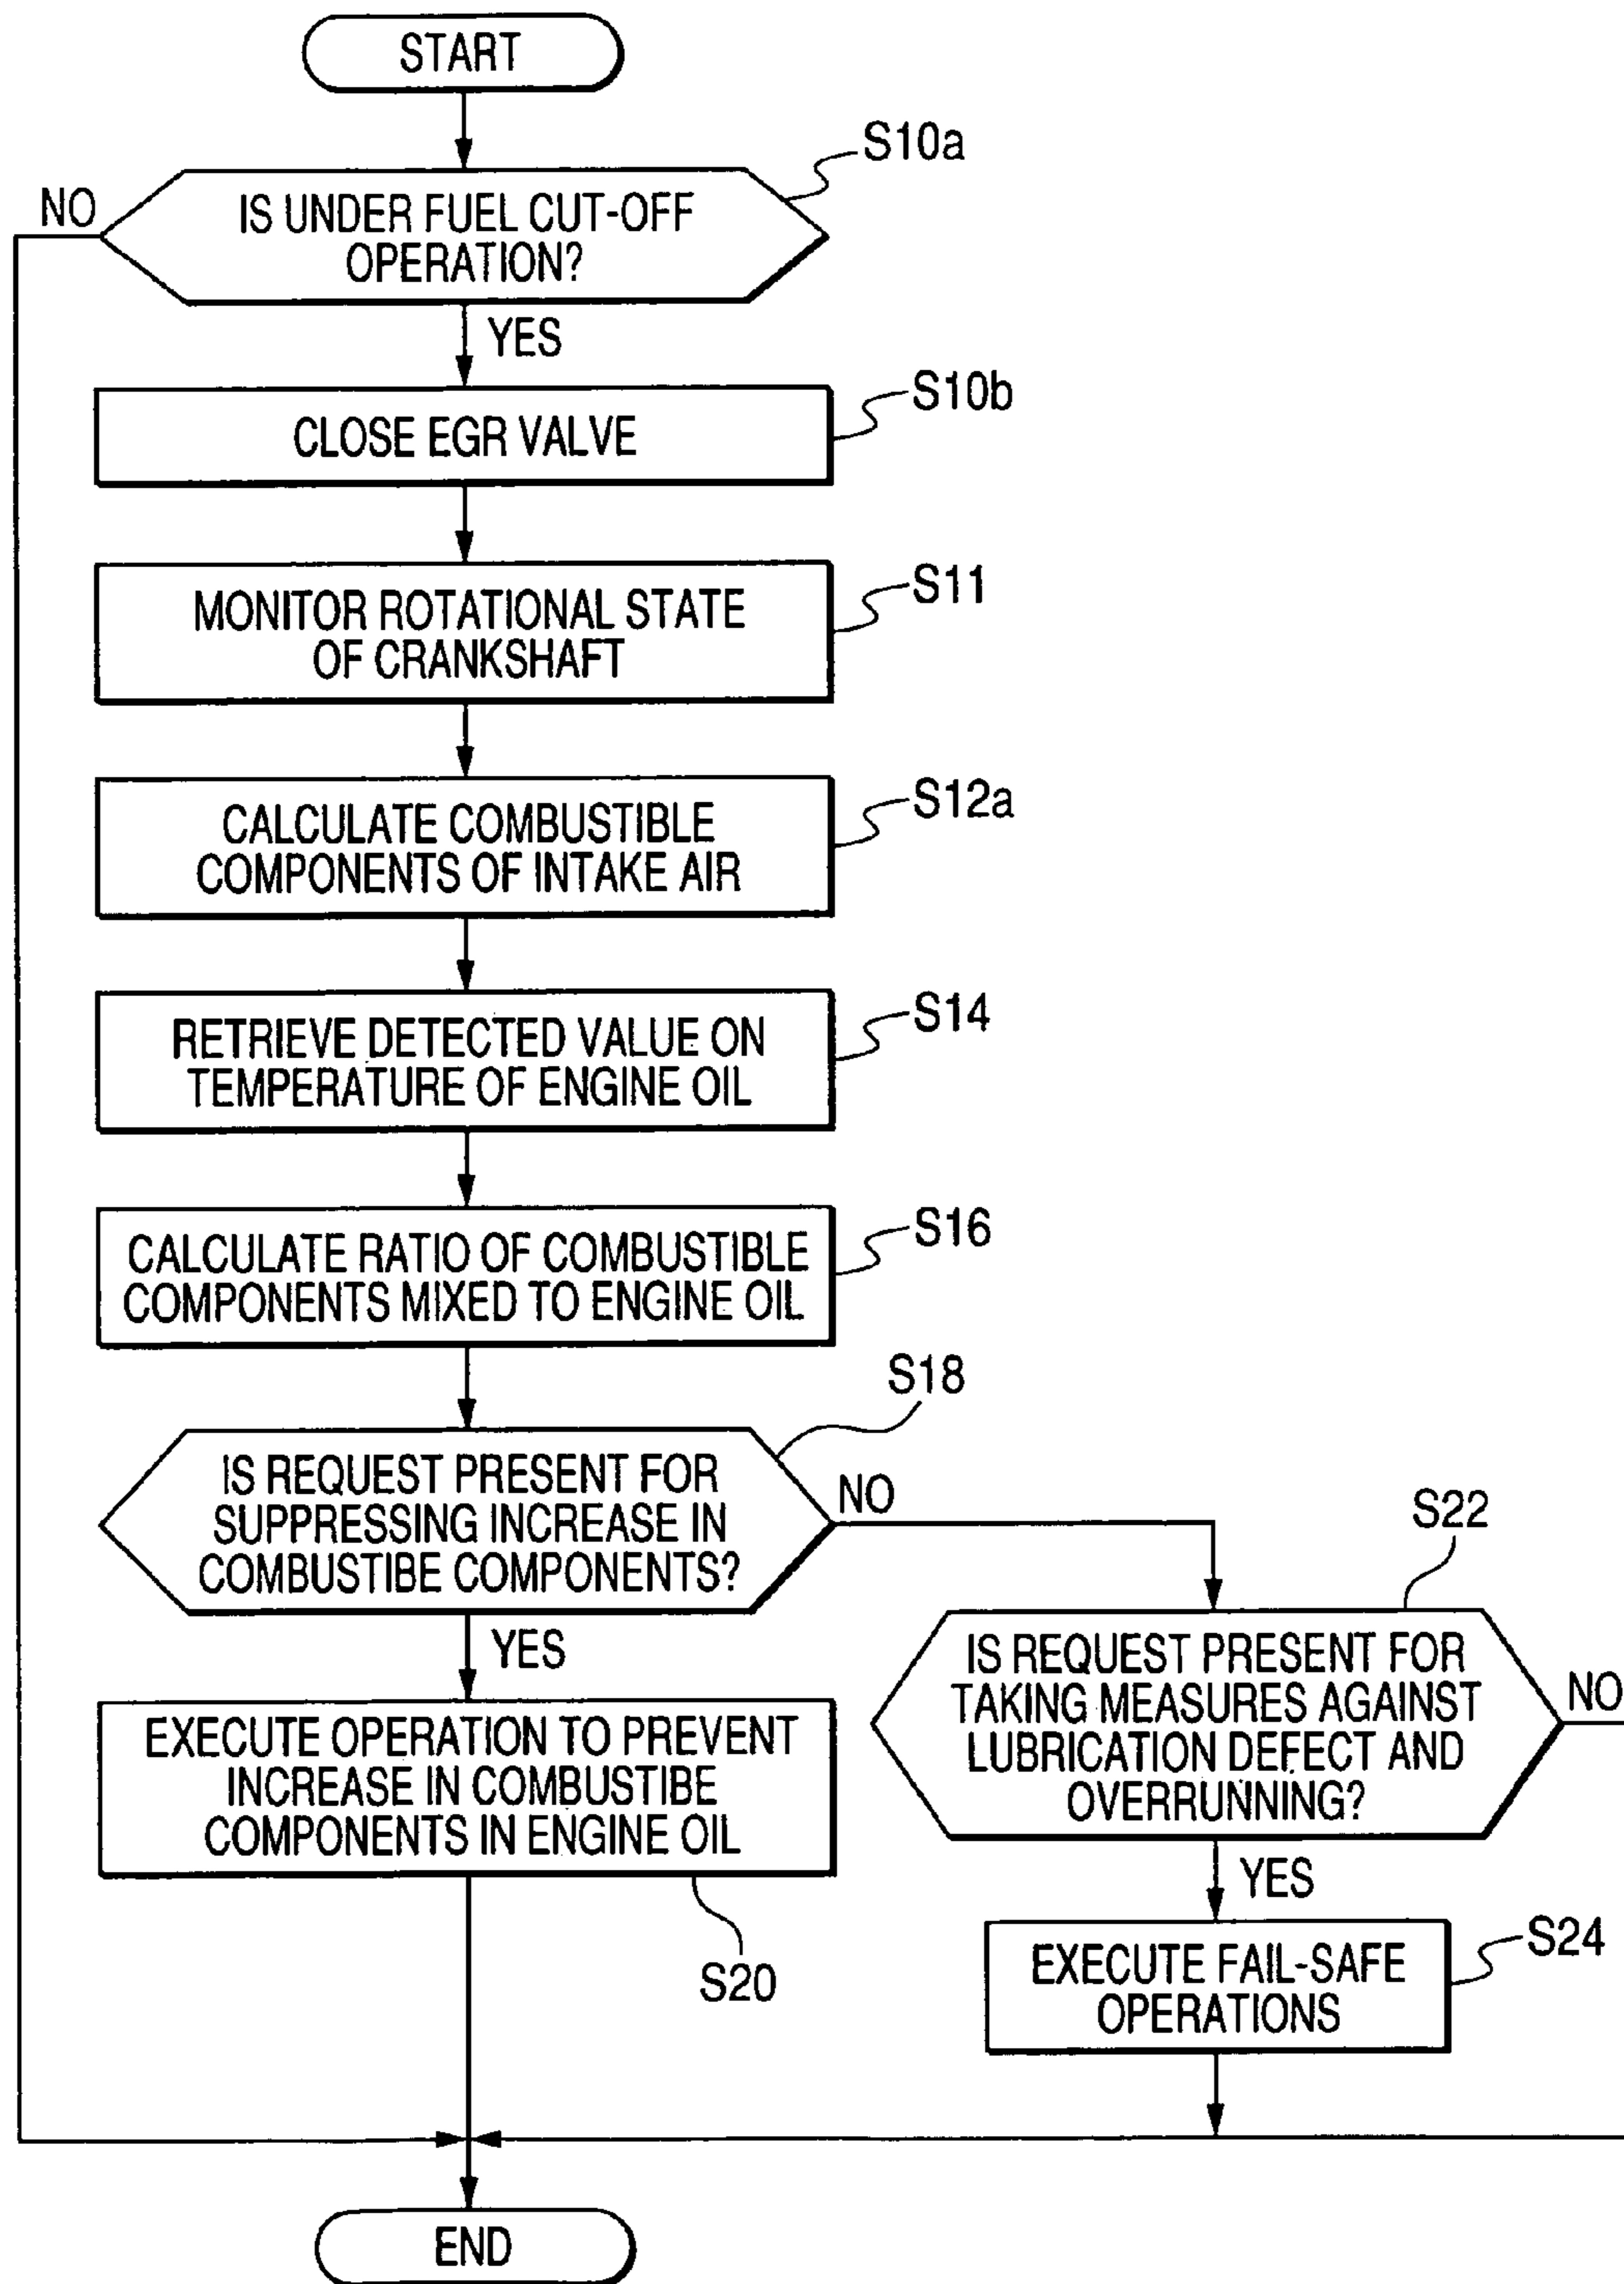 START
S10a
NO
IS UNDER FUEL CUT-OFF
OPERATION?
YES
S10b
CLOSE EGR VALVE
S11
MONITOR ROTATIONAL STATE
OF CRANKSHAFT
S12a
CALCULATE COMBUSTIBLE
COMPONENTS OF INTAKE AIR
S14
RETRIEVE DETECTED VALUE ON
TEMPERATURE OF ENGINE OIL
S16
CALCULATE RATIO OF COMBUSTIBLE
COMPONENTS MIXED TO ENGINE OIL
S18
IS REQUEST PRESENT FOR
SUPPRESSING INCREASE IN
COMBUSTIBE COMPONENTS?
NO
YES
S22
IS REQUEST PRESENT FOR
TAKING MEASURES AGAINST
LUBRICATION DEFECT AND
OVERRUNNING?
NO
YES
EXECUTE OPERATION TO PREVENT
INCREASE IN COMBUSTIBE
COMPONENTS IN ENGINE OIL
S20
S24
EXECUTE FAIL-SAFE
OPERATIONS
END